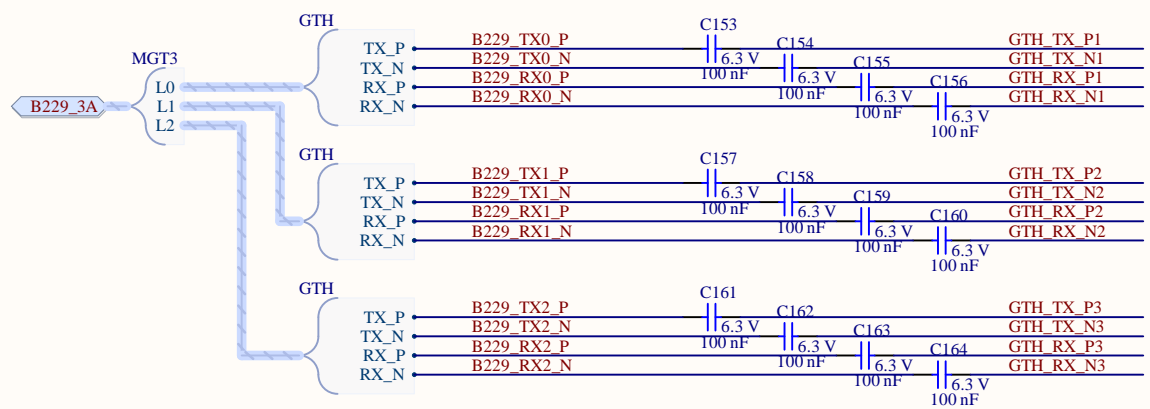 GTH
C153
TX_P B229_TX0_P GTH_TX_P1
C154
MGT3
TX_N B229_TX0_N 6.3 V GTH_TX_N1
100 nF
C155
L0
RX_P B229_RX0_P 6.3 V GTH_RX_P1
100 nF
C156
B229_3A
L1
RX_N B229_RX0_N 6.3 V GTH_RX_N1
100 nF
6.3 V
100 nF
L2
GTH
C157
TX_P B229_TX1_P GTH_TX_P2
C158
TX_N B229_TX1_N 6.3 V GTH_TX_N2
100 nF
C159
RX_P B229_RX1_P 6.3 V GTH_RX_P2
100 nF
C160
RX_N B229_RX1_N 6.3 V GTH_RX_N2
100 nF
6.3 V
100 nF
GTH
C161
TX_P B229_TX2_P GTH_TX_P3
C162
TX_N B229_TX2_N 6.3 V GTH_TX_N3
100 nF
C163
RX_P B229_RX2_P 6.3 V GTH_RX_P3
100 nF
C164
RX_N B229_RX2_N 6.3 V GTH_RX_N3
100 nF
6.3 V
100 nF